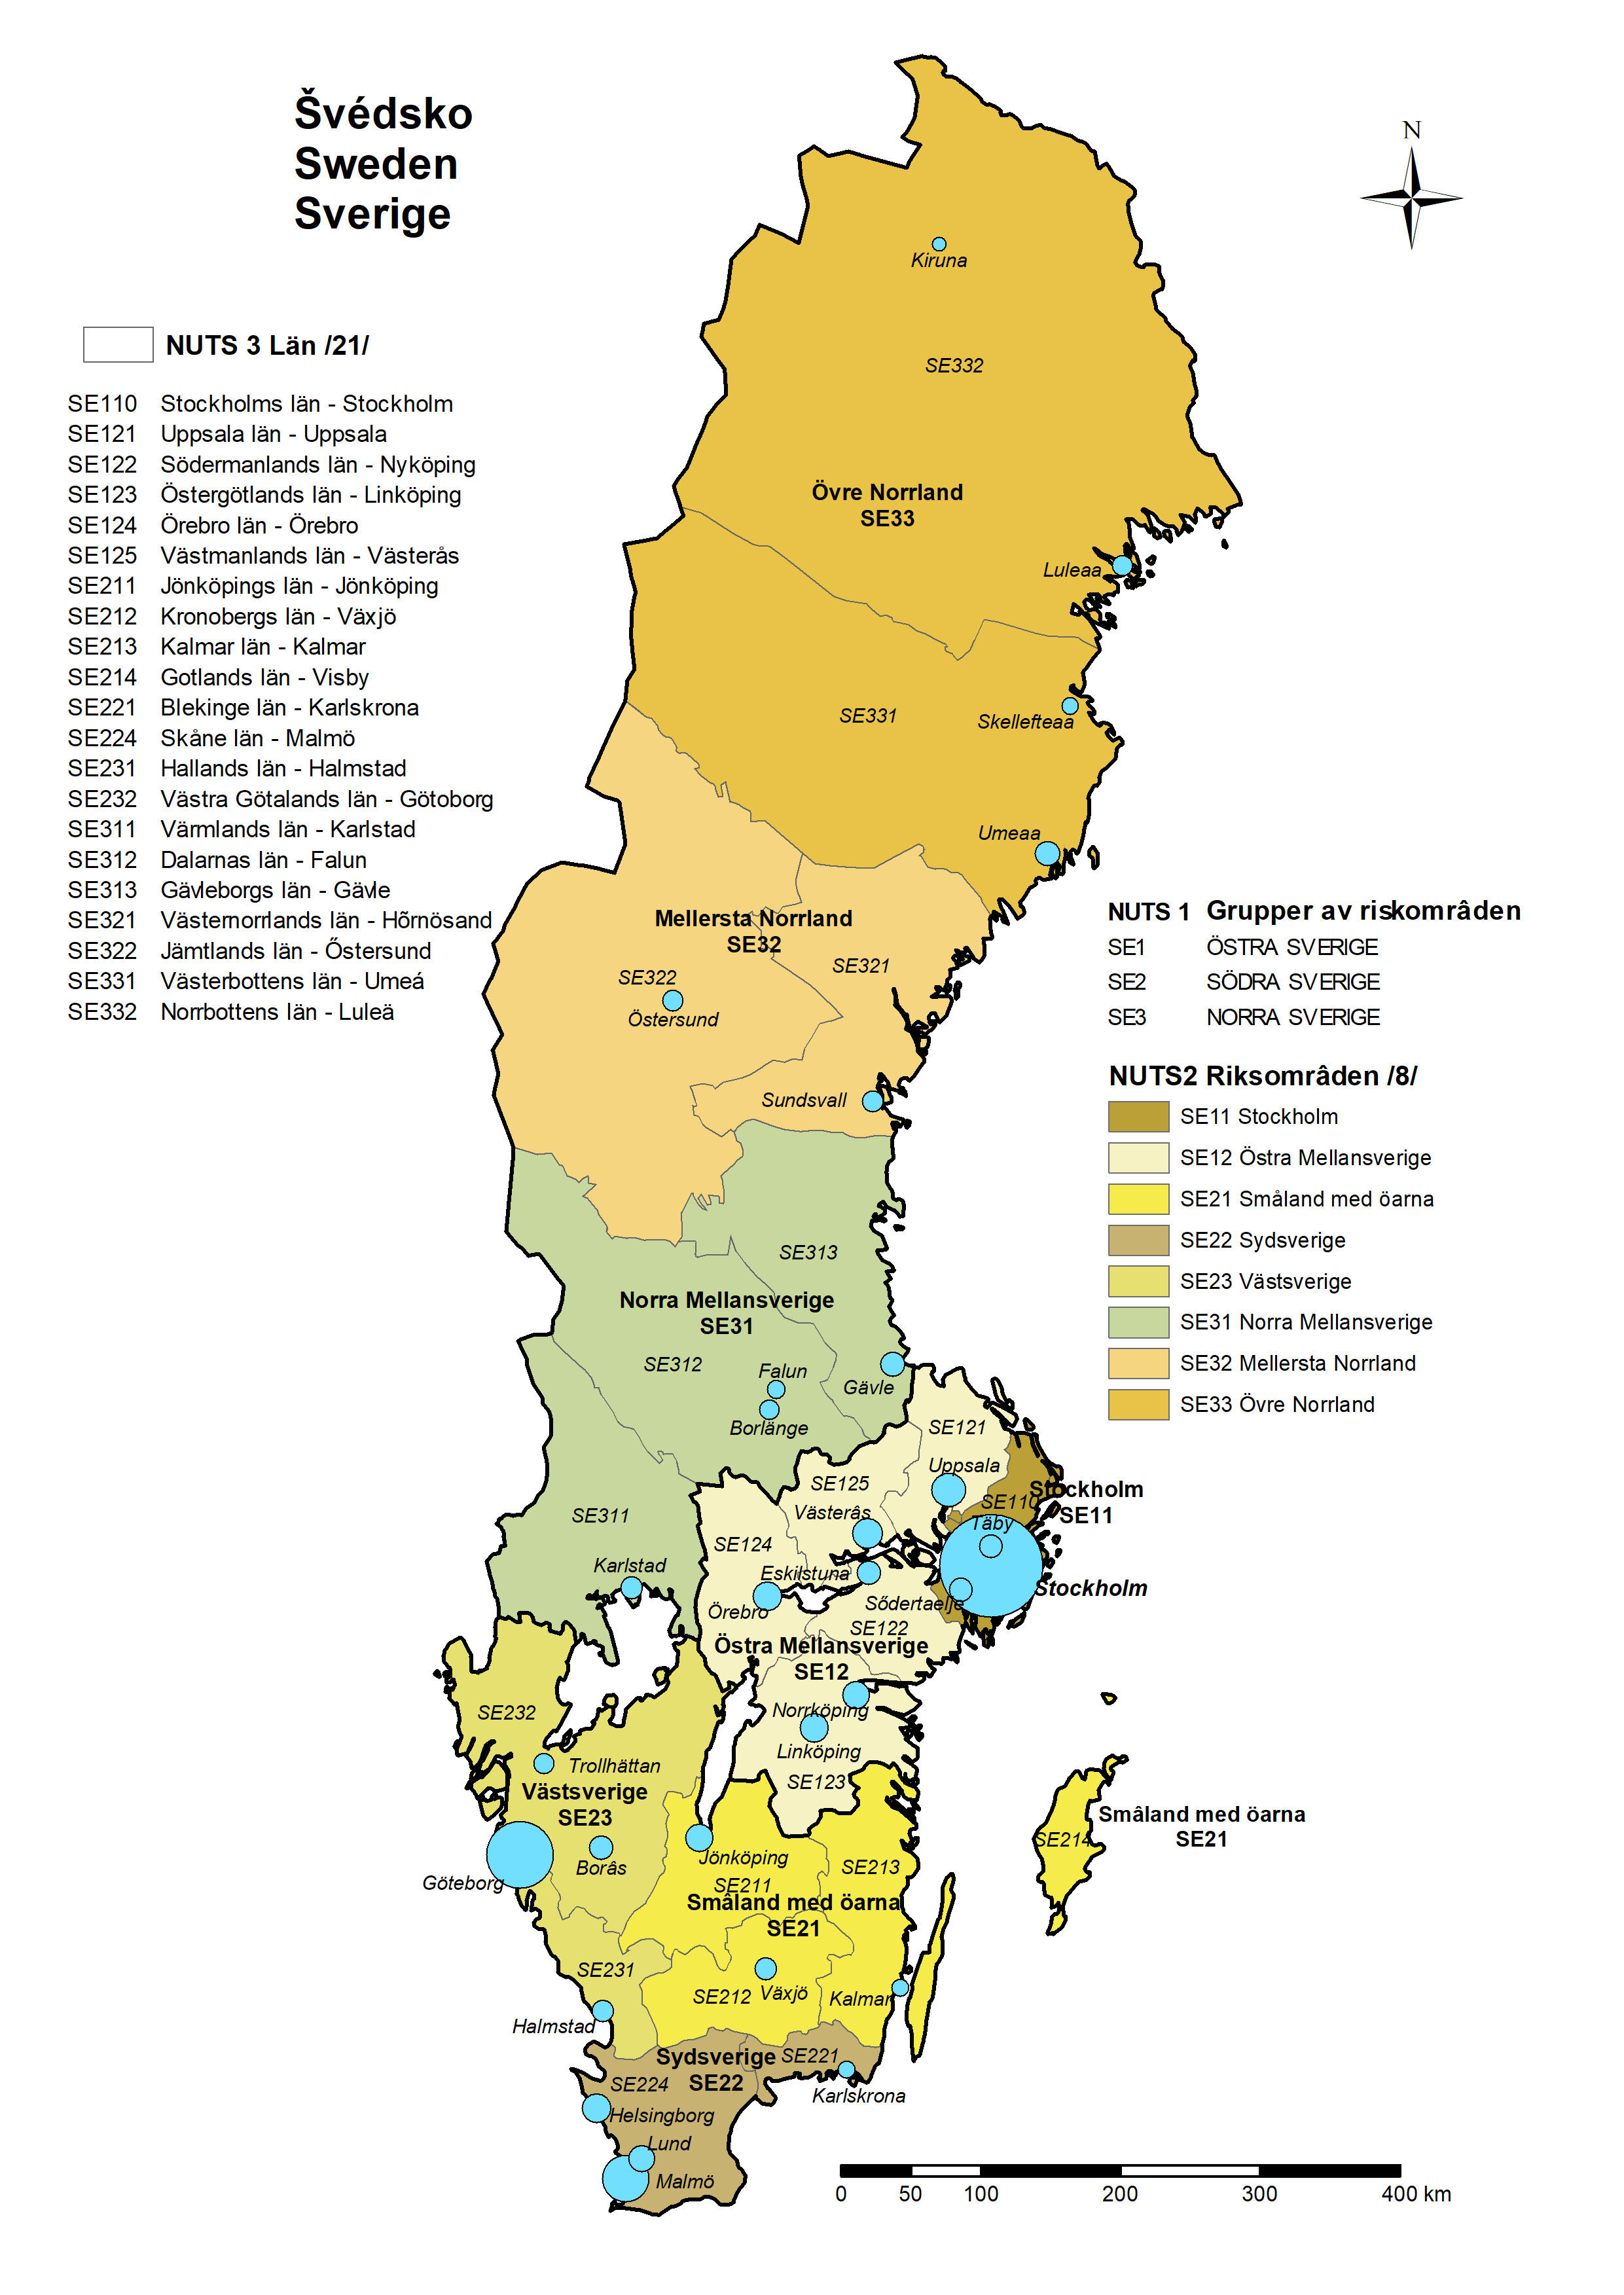 Švédsko
Sweden
Sverige
N
NUTS 3 Län /21/
SE110 Stockholms län - Stockholm
SE121 Uppsala län - Uppsala
SE122 Södermanlands län - Nyköping
SE123 Östergötlands län - Linköping
SE124 Örebro län - Örebro
SE125 Västmanlands län - Västerås
SE211 Jönköpings län - Jönköping
SE212 Kronobergs län - Växjö
SE213 Kalmar län - Kalmar
SE214 Gotlands län - Visby
SE221 Blekinge län - Karlskrona
SE224 Skåne län - Malmö
SE231 Hallands län - Halmstad
SE232 Västra Götalands län - Götoborg
SE311 Värmlands län - Karlstad
SE312 Dalarnas län - Falun
SE313 Gävleborgs län - Gävle
SE321 Västernorrlands län - Hõrnösand
SE322 Jämtlands län - Őstersund
SE331 Västerbottens län - Umeá
SE332 Norrbottens län - Luleä
NUTS 1 Grupper av riskområden
SE1 ÖSTRA SVERIGE
SE2 SÖDRA SVERIGE
SE3 NORRA SVERIGE
NUTS2 Riksomrâden /8/
SE11 Stockholm
SE12 Östra Mellansverige
SE21 Småland med öarna
SE22 Sydsverige
SE23 Västsverige
SE31 Norra Mellansverige
SE32 Mellersta Norrland
SE33 Övre Norrland
Kiruna
SE332
Övre Norrland
SE33
Luleaa
SE331
Skellefteaa
Umeaa
Mellersta Norrland
SE32
SE321
SE322
Östersund
Sundsvall
SE313
Norra Mellansverige
SE31
SE312
Falun
Gävle
Borlänge
SE121
Uppsala
SE125
Stockholm
SE11
SE110
Västerâs
SE311
Täby
SE124
Karlstad
Eskilstuna
Stockholm
Sődertaelje
Örebro
SE122
Östra Mellansverige
SE12
SE232
Norrköping
Linköping
Trollhättan
SE123
Västsverige
SE23
Småland med öarna
SE21
SE214
Jönköping
Borâs
SE213
Göteborg
SE211
Småland med öarna
SE21
SE231
SE212
Växjö
Kalmar
Halmstad
Sydsverige
SE22
SE221
SE224
Karlskrona
Helsingborg
Lund
Malmö
0 50 100 200 300 400 km